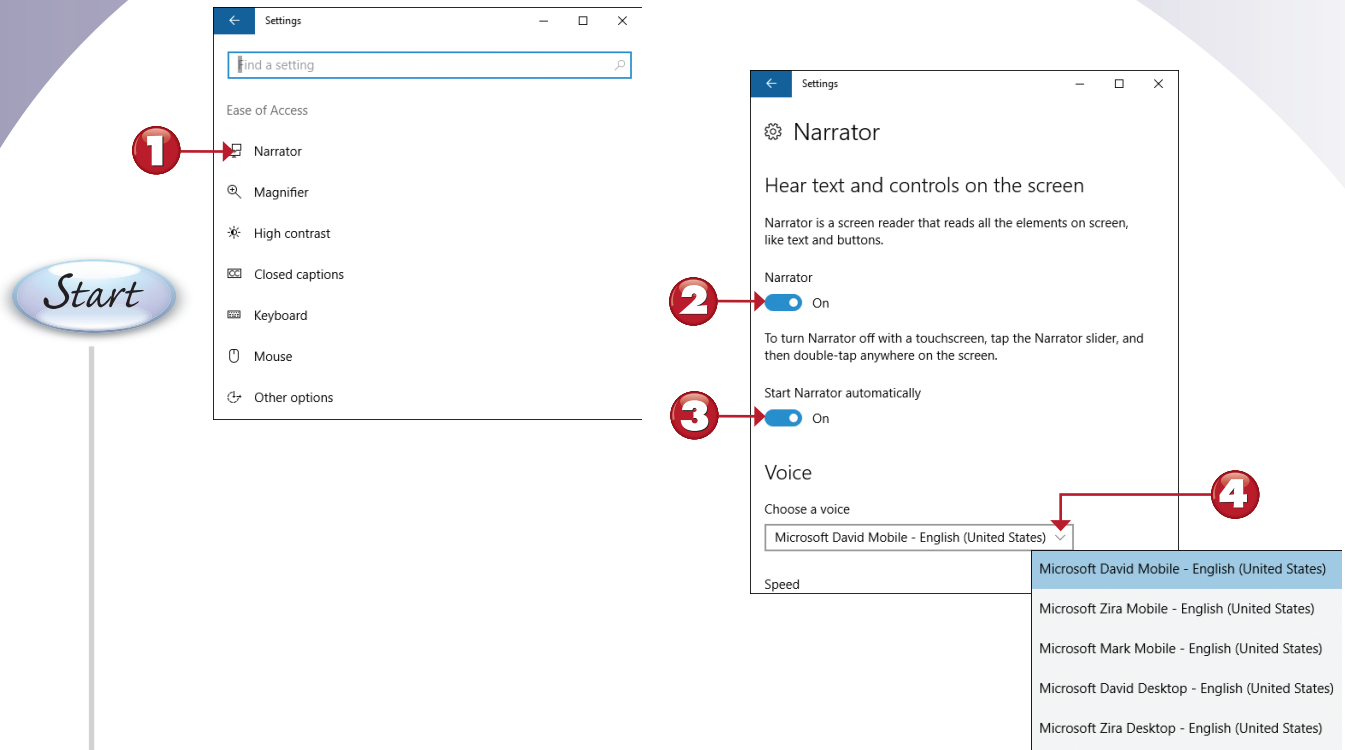 Settings
Find a setting
Ease of Access
1
Narrator
Magnifier
High contrast
Closed captions
Keyboard
Mouse
Other options
Start
Settings
Narrator
Hear text and controls on the screen
Narrator is a screen reader that reads all the elements on screen,
like text and buttons.
Narrator
2
On
To turn Narrator off with a touchscreen, tap the Narrator slider, and
then double-tap anywhere on the screen.
Start Narrator automatically
3
On
Voice
4
Choose a voice
Microsoft David Mobile - English (United States)
Speed
Microsoft David Mobile - English (United States)
Microsoft Zira Mobile - English (United States)
Microsoft Mark Mobile - English (United States)
Microsoft David Desktop - English (United States)
Microsoft Zira Desktop - English (United States)